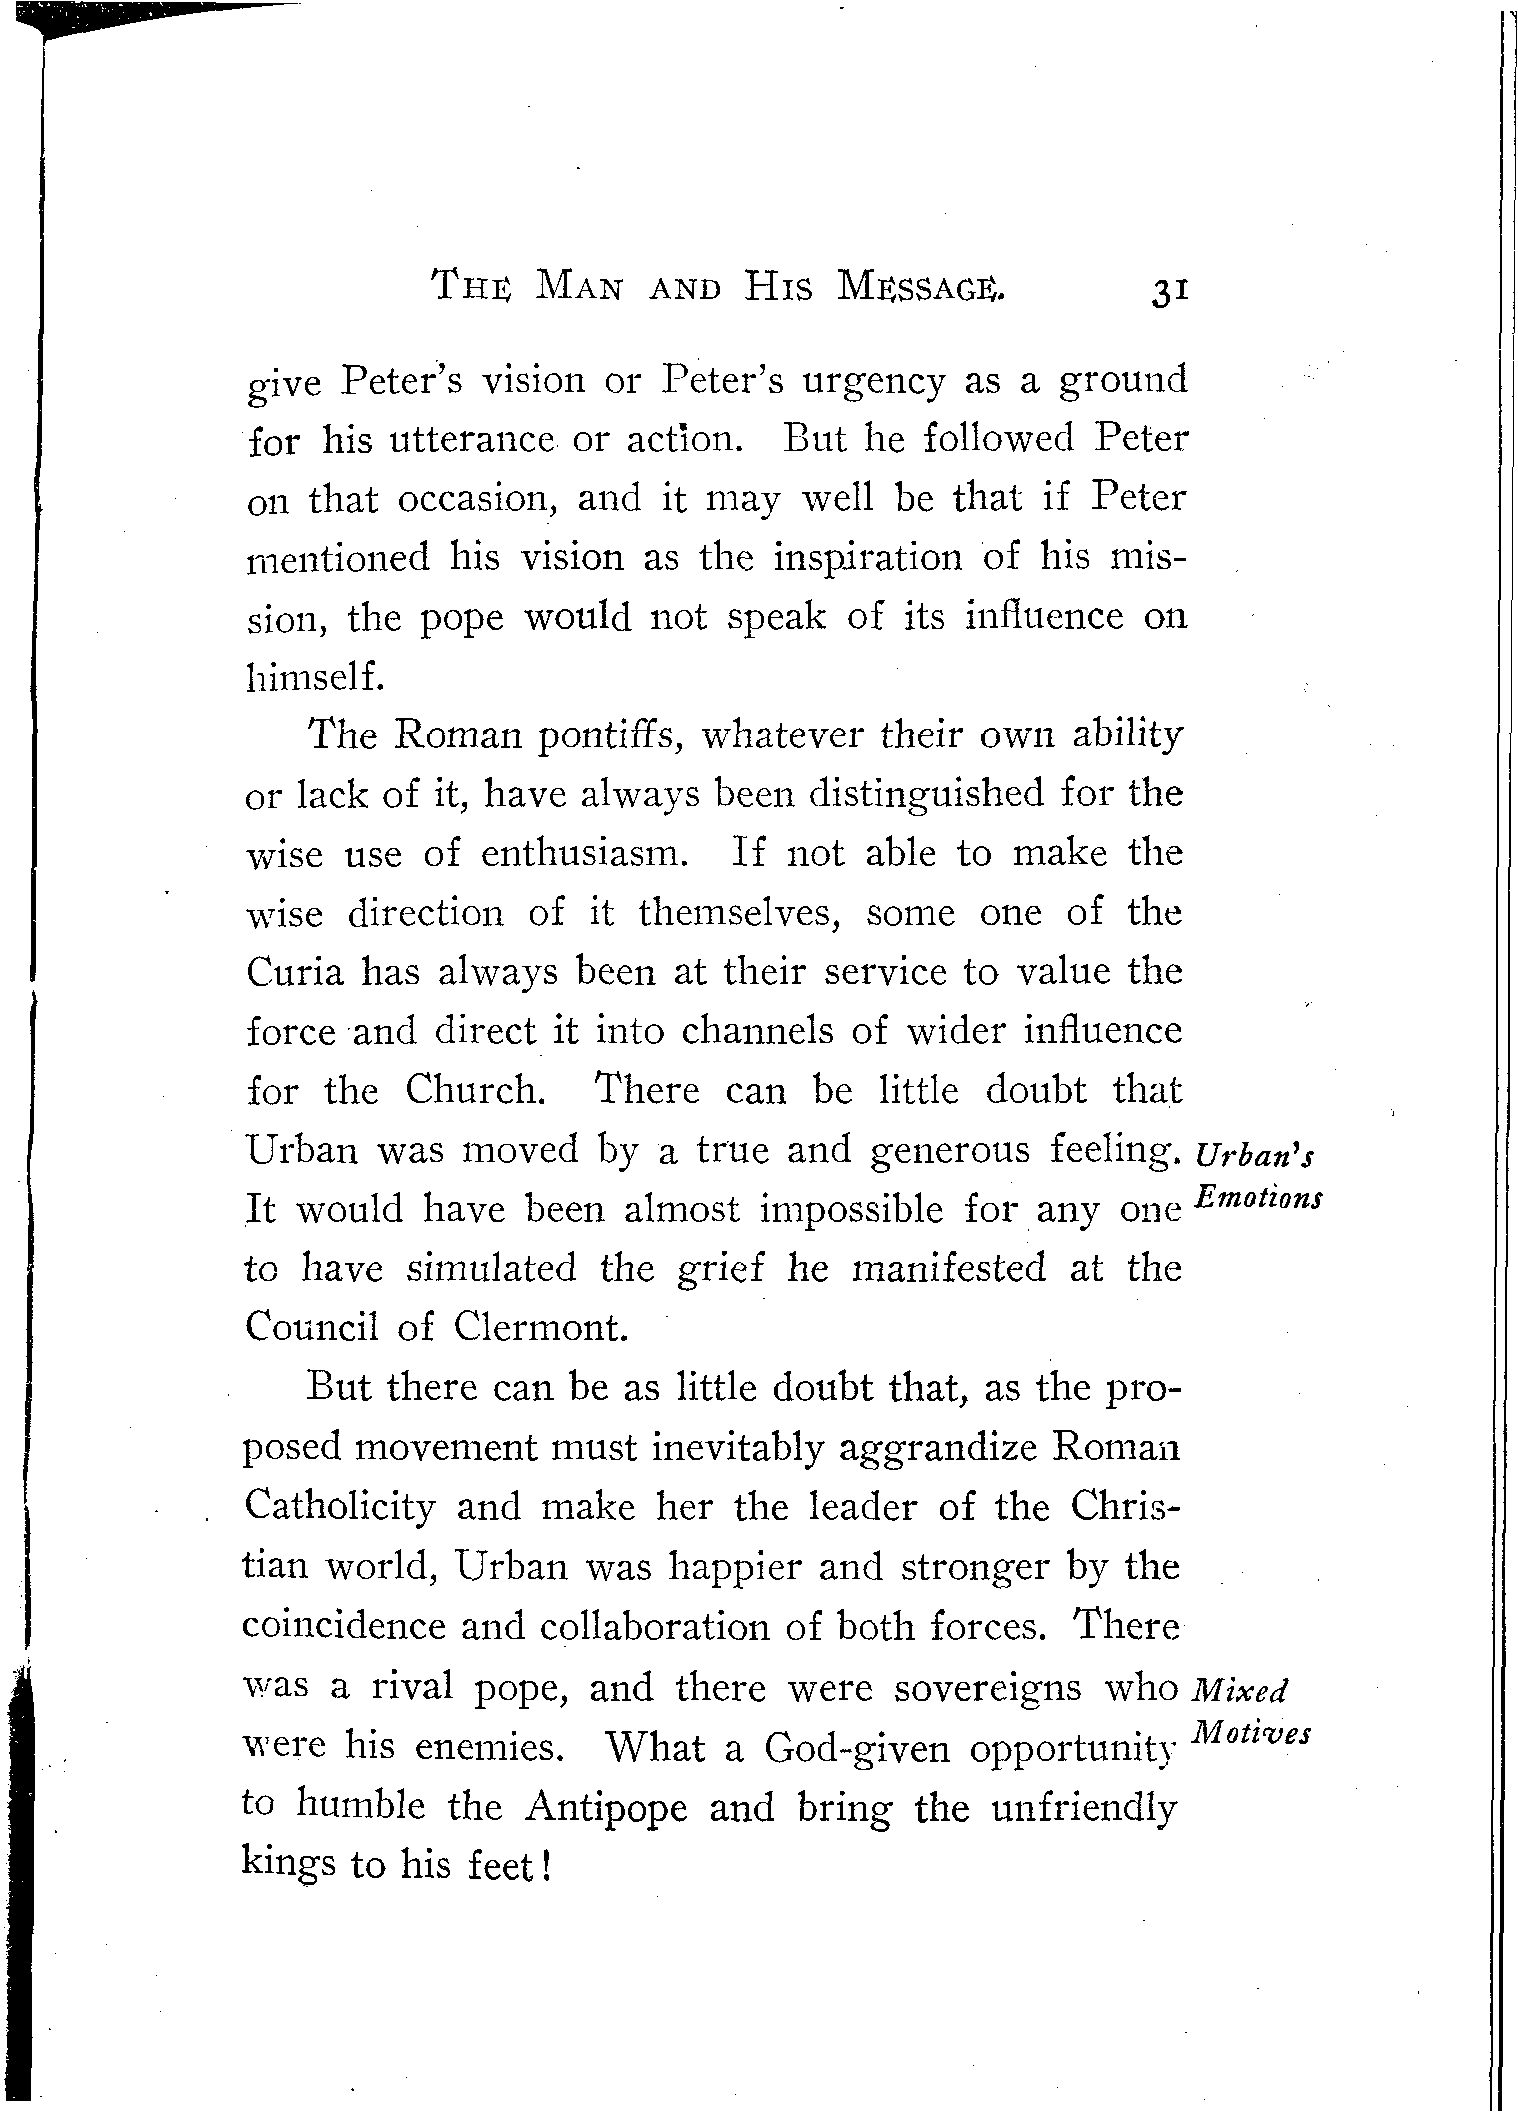 The Man and His Message. 31
give Peter's vision or Peter's urgency as a ground
for his utterance or action. But he followed Peter
on that occasion, and it may well be that if Peter
mentioned his vision as the inspiration of his mis-
sion, the pope would not speak of its influence on
himself.
The Roman pontiffs, whatever their own ability
or lack of it, have always been distinguished for the
wise use of enthusiasm. If not able to make the
wise direction of it themselves, some one of the
Curia has always been at their service to value the
force and direct it into channels of wider influence
for the Church. There can be little doubt that
Urban was moved by a true and generous feeling. Urban's
It would have been almost impossible for any one Emotions
to have simulated the grief he manifested at the
Council of Clermont.
But there can be as little doubt that, as the pro-
posed movement must inevitably aggrandize Roman
Catholicity and make her the leader of the Chris-
tian world, Urban was happier and stronger by the
coincidence and collaboration of both forces. There
was a rival pope, and there were sovereigns who Mixed
were his enemies. What a God-given opportunity Motives
to humble the Antipope and bring the unfriendly
kings to his feet!